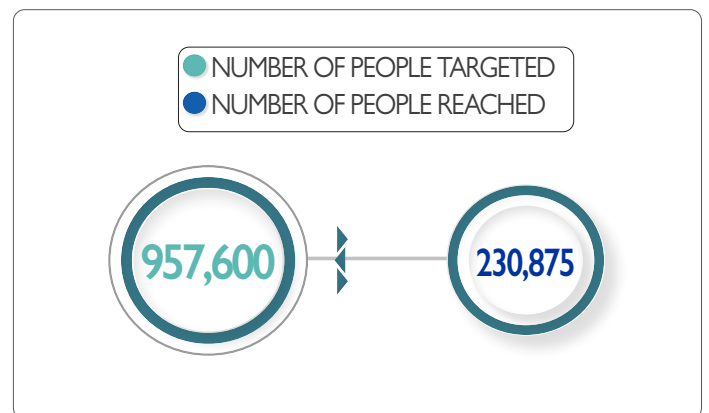 NUMBER OF PEOPLE TARGETED
NUMBER OF PEOPLE REACHED
957,600
230,875